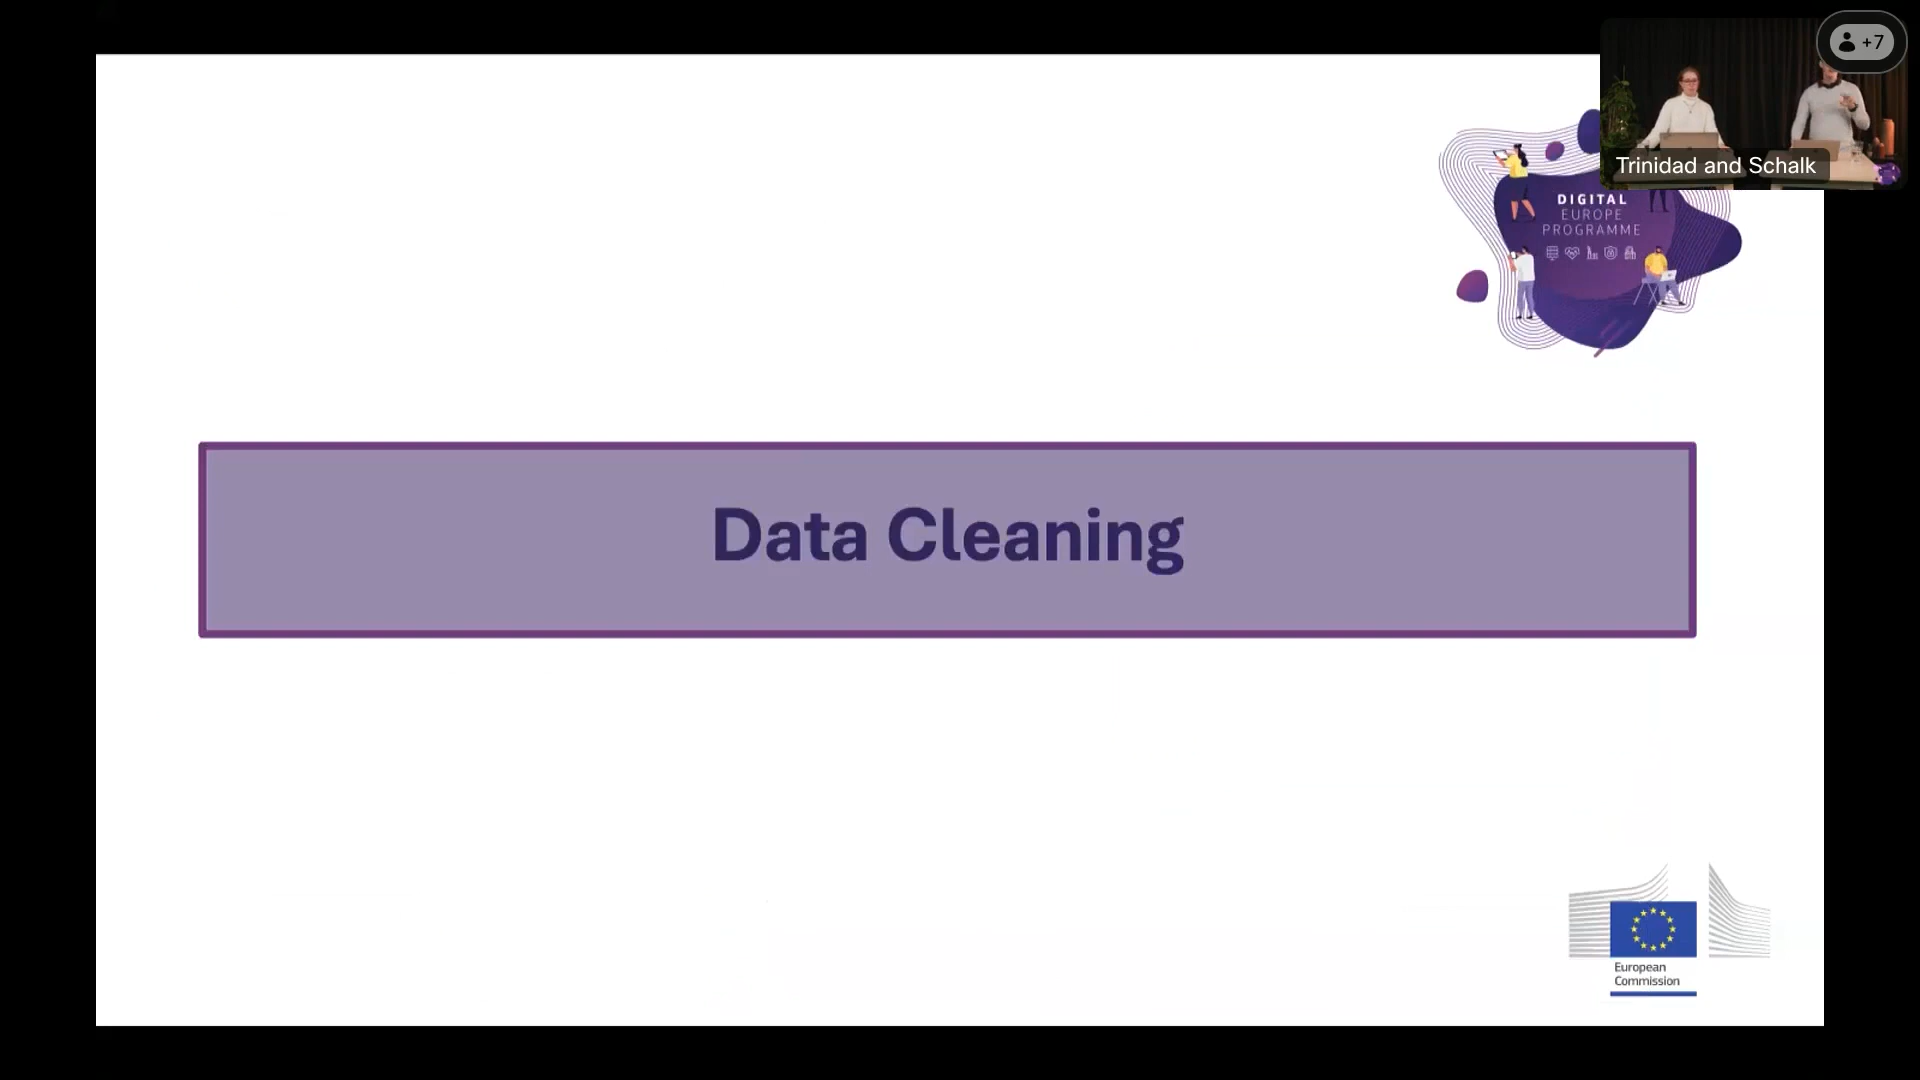 +7
Trinidad and Schalk
DIGITAL
EUROPE
PROGRAMME
Data Cleaning
European
Commission